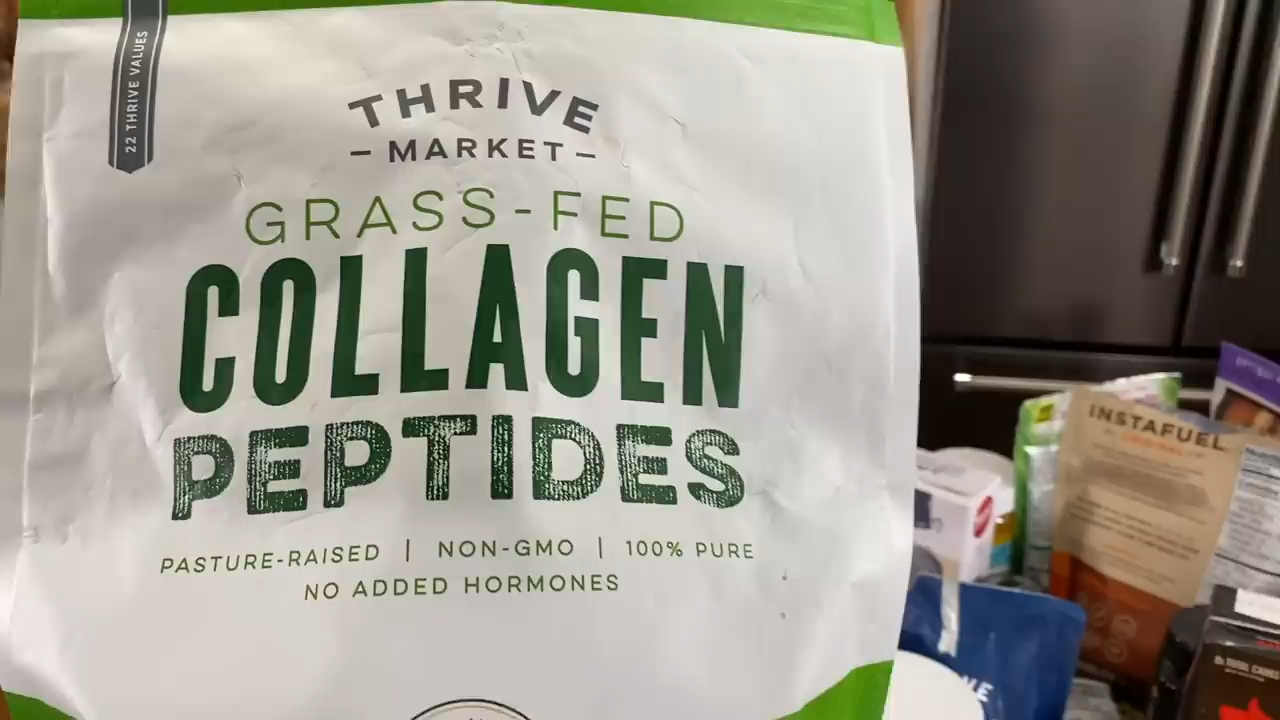 22 THRIVE VALUES
THRIVE
– MARKET –
GRASS-FED
COLLAGEN
PEPTIDES
PASTURE-RAISED | NON-GMO | 100% PURE
NO ADDED HORMONES
INSTAFUEL